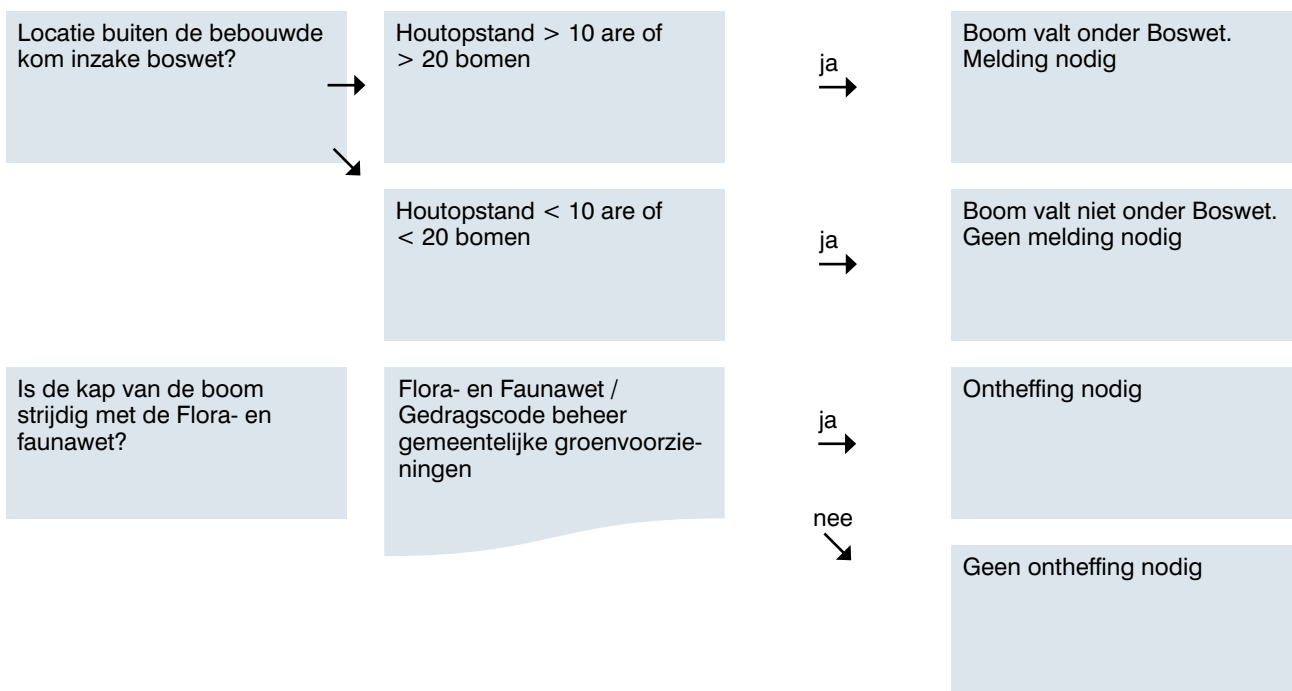 Locatie buiten de bebouwde
kom inzake boswet?
Houtopstand > 10 are of
> 20 bomen
ja
Boom valt onder Boswet.
Melding nodig
Houtopstand < 10 are of
< 20 bomen
ja
Boom valt niet onder Boswet.
Geen melding nodig
Is de kap van de boom
strijdig met de Flora- en
faunawet?
Flora- en Faunawet /
Gedragscode beheer
gemeentelijke groenvoorzie-
ningen
ja
Ontheffing nodig
nee
Geen ontheffing nodig